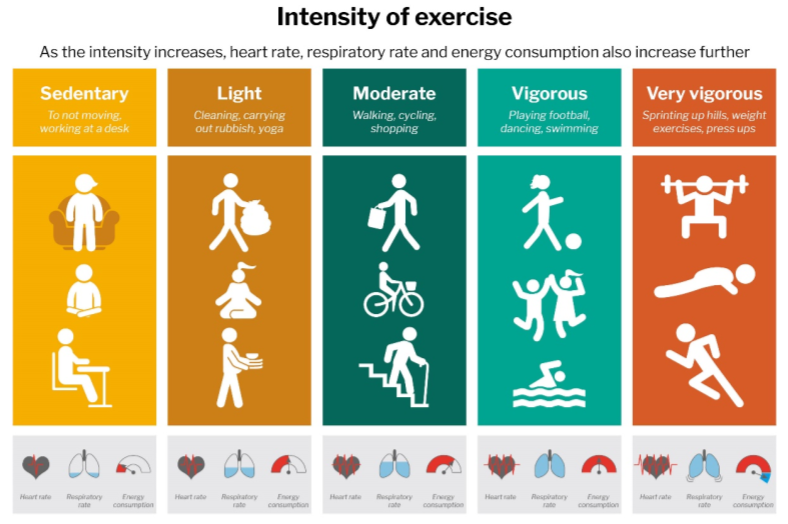 Intensity of exercise
As the intensity increases, heart rate, respiratory rate and energy consumption also increase further
Sedentary
To not moving,
working at a desk
Light
Cleaning, carrying
out rubbish, yoga
Moderate
Walking, cycling,
shopping
Vigorous
Playing football,
dancing, swimming
Very vigorous
Sprinting up hills, weight
exercises, press ups
Heart rate
Respiratory
rate
Energy
consumption
Heart rate
Respiratory
rate
Energy
consumption
Heart rate
Respiratory
rate
Energy
consumption
Heart rate
Respiratory
rate
Energy
consumption
Heart rate
Respiratory
rate
Energy
consumption